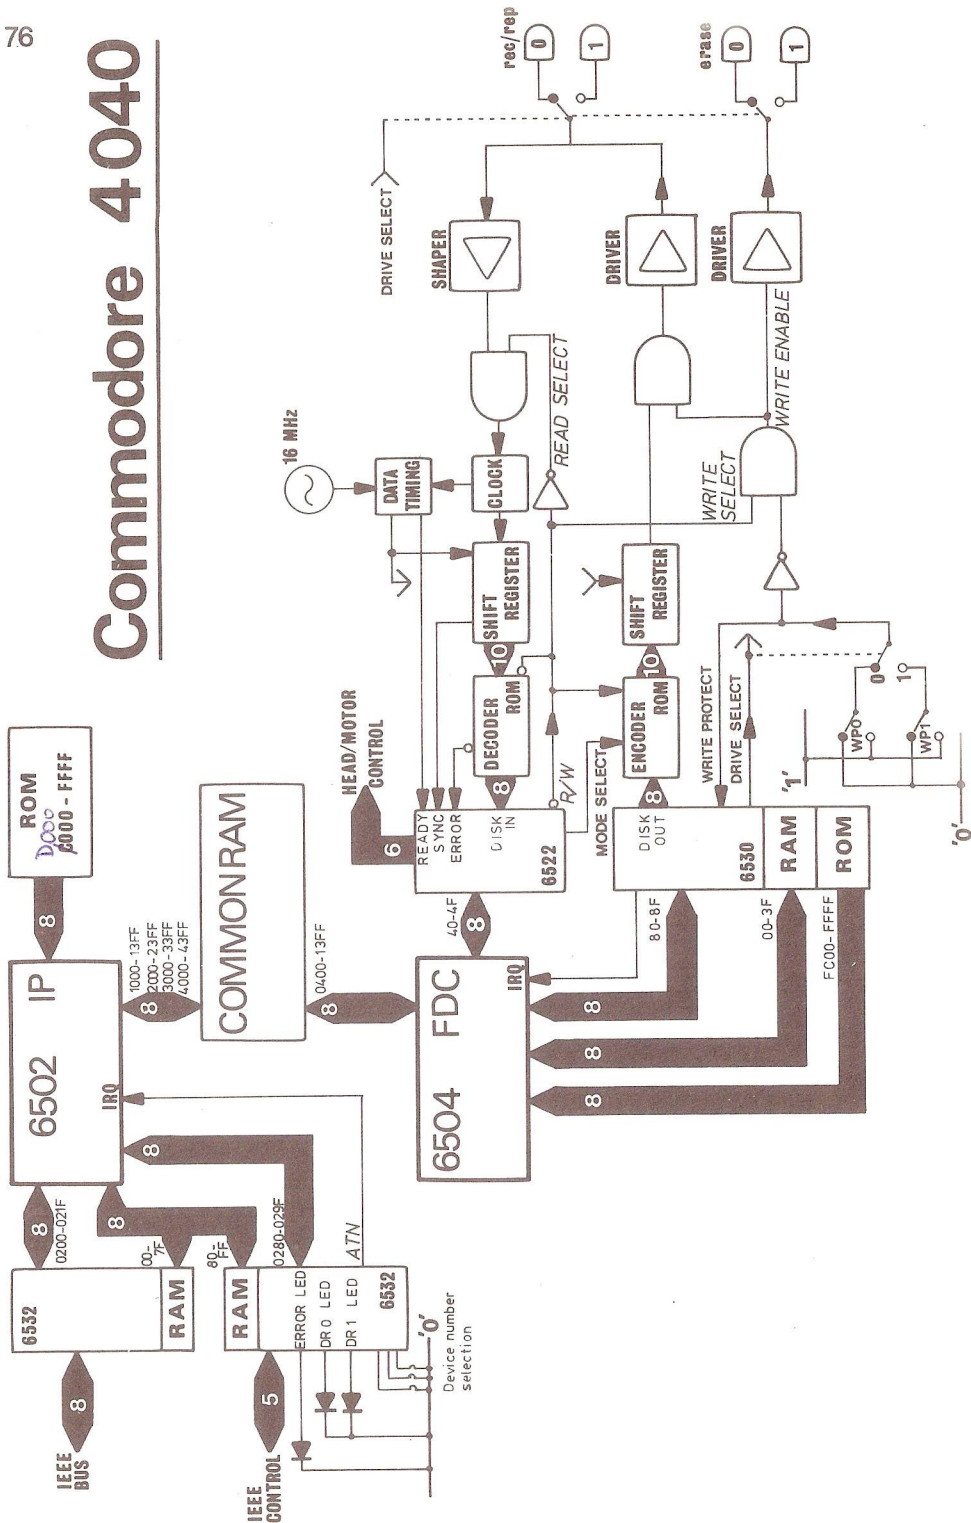 76
Commodore 4040
IEEE
BUS
8
6532
RAM
8
0200-021F
00-
7F
6502 IP
IRQ
8
ROM
D000
C000 - FFFF
IEEE
CONTROL
5
RAM
80-
FF
8
8
0280-029F
ERROR LED
DR0 LED
DR1 LED
6532
ATN
'0'
Device number
selection
8
1000-13FF
2000-23FF
3000-33FF
4000-43FF
COMMON RAM
8
0400-13FF
6504 FDC
IRQ
8
40-4F
HEAD/MOTOR
CONTROL
6
READY
SYNC
ERROR
DISK
IN
6522
8
DECODER
ROM
10
SHIFT
REGISTER
CLOCK
DATA
TIMING
16 MHz
SHAPER
DRIVE SELECT
rec/rep
0
1
READ SELECT
R/W
MODE SELECT
8
80-8F
DISK
OUT
6530
8
ENCODER
ROM
10
SHIFT
REGISTER
DRIVER
DRIVER
erase
0
1
WRITE
SELECT
WRITE ENABLE
8
00-3F
RAM
8
FC00-FFFF
ROM
WRITE PROTECT
DRIVE SELECT
'1'
WP0
WP1
0
1
'0'